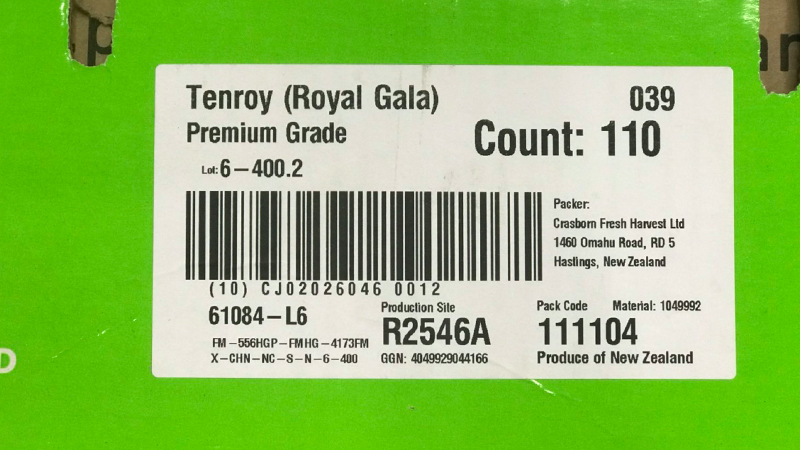 Tenroy (Royal Gala)
039
Premium Grade
Count: 110
Lot: 6-400.2
Packer:
Crasborn Fresh Harvest Ltd
1460 Omahu Road, RD 5
Hastings, New Zealand
(10) CJ02026046 0012
61084-L6
Production Site
R2546A
Pack Code
Material: 1049992
111104
FM-556HGP-FMHG-4173FM
X-CHN-NC-S-N-6-400
GGN: 4049929044166
Produce of New Zealand